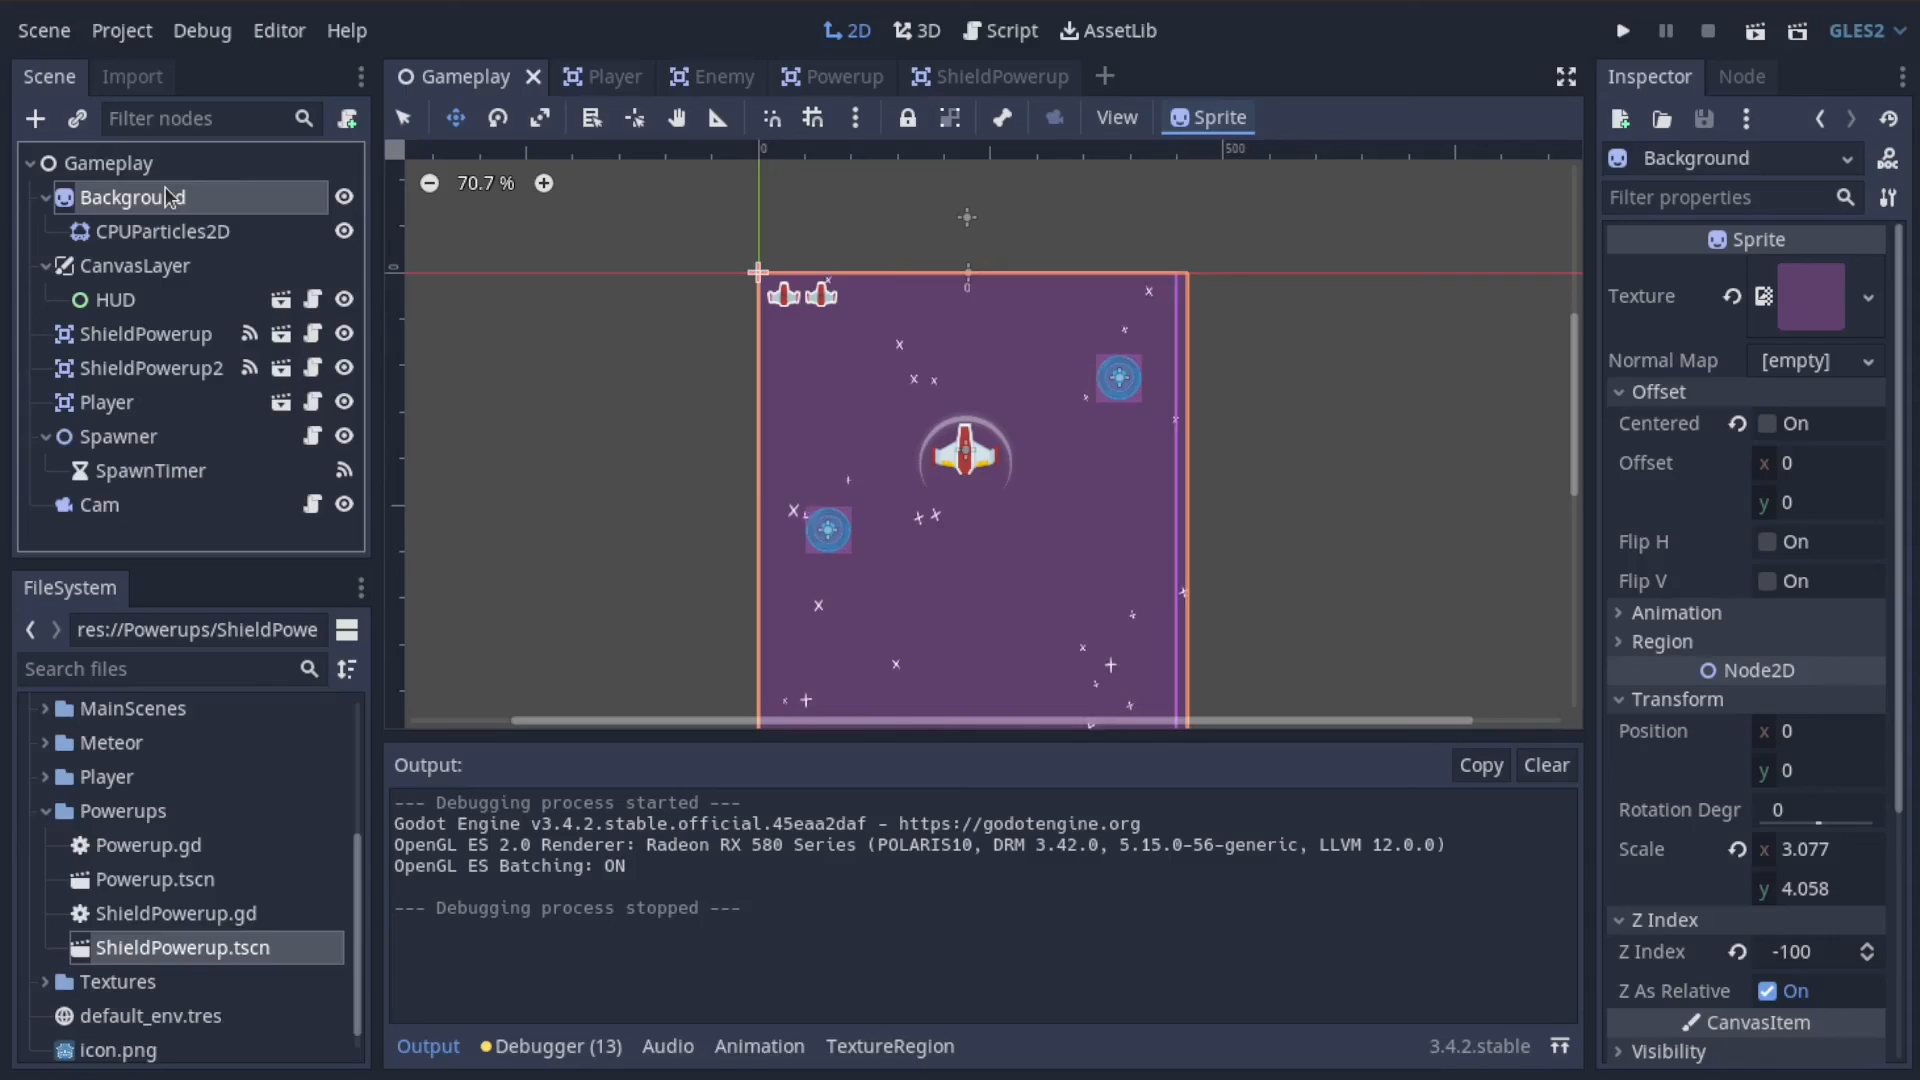 Scene Project Debug Editor Help
2D 3D Script AssetLib
GLES2
Scene Import
Filter nodes
Gameplay
Background
CPUParticles2D
CanvasLayer
HUD
ShieldPowerup
ShieldPowerup2
Player
Spawner
SpawnTimer
Cam
FileSystem
res://Powerups/ShieldPowe
Search files
MainScenes
Meteor
Player
Powerups
Powerup.gd
Powerup.tscn
ShieldPowerup.gd
ShieldPowerup.tscn
Textures
default_env.tres
icon.png
Gameplay Player Enemy Powerup ShieldPowerup
View Sprite
0 500
0
70.7 %
Output:
Copy Clear
--- Debugging process started ---
Godot Engine v3.4.2.stable.official.45eaa2daf - https://godotengine.org
OpenGL ES 2.0 Renderer: Radeon RX 580 Series (POLARIS10, DRM 3.42.0, 5.15.0-56-generic, LLVM 12.0.0)
OpenGL ES Batching: ON
--- Debugging process stopped ---
Output Debugger (13) Audio Animation TextureRegion
3.4.2.stable
Inspector Node
Background
Filter properties
Sprite
Texture
Normal Map [empty]
Offset
Centered On
Offset x 0
y 0
Flip H On
Flip V On
Animation
Region
Node2D
Transform
Position x 0
y 0
Rotation Degr 0
Scale x 3.077
y 4.058
Z Index
Z Index -100
Z As Relative On
CanvasItem
Visibility